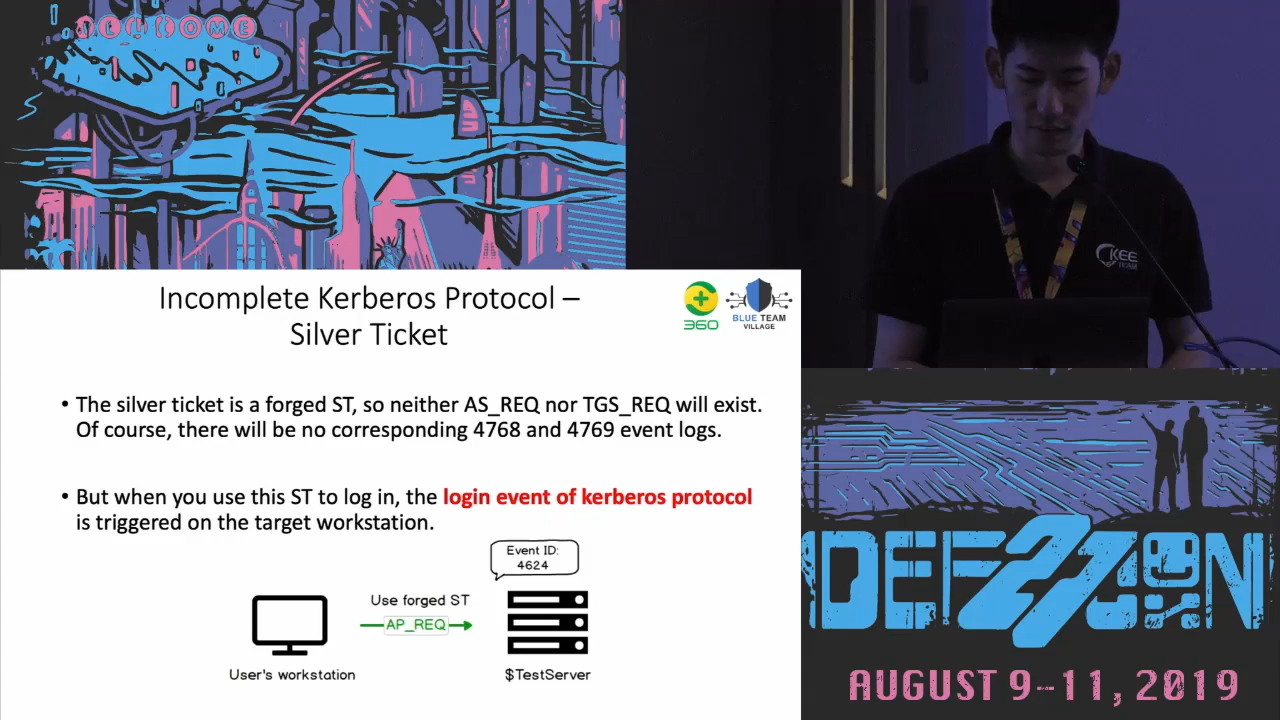 WELCOME
KEE
TEAM
Incomplete Kerberos Protocol –
Silver Ticket
360
BLUE TEAM
VILLAGE
• The silver ticket is a forged ST, so neither AS_REQ nor TGS_REQ will exist.
Of course, there will be no corresponding 4768 and 4769 event logs.
• But when you use this ST to log in, the login event of kerberos protocol
is triggered on the target workstation.
Event ID:
4624
Use forged ST
AP_REQ
User's workstation
$TestServer
DEF CON 27
AUGUST 9–11, 2019